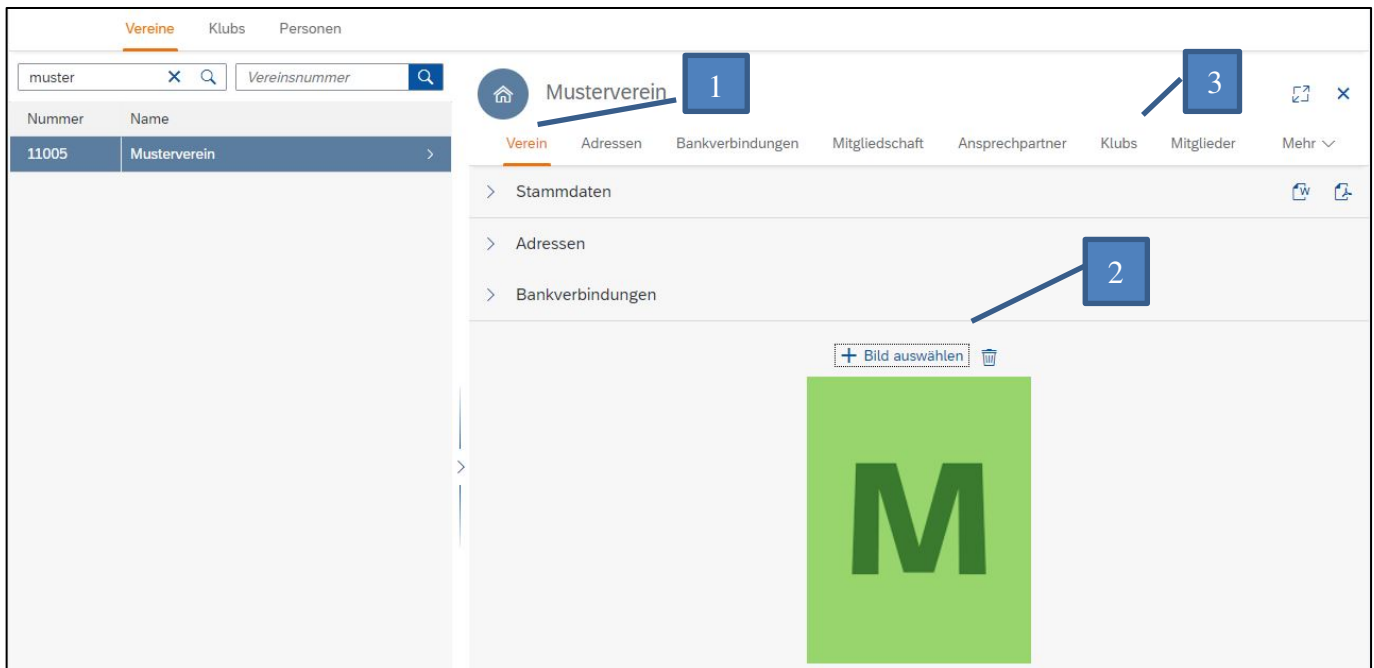 Vereine Klubs Personen
muster Vereinsnummer
Nummer Name
11005 Musterverein
Musterverein
1
3
Verein Adressen Bankverbindungen Mitgliedschaft Ansprechpartner Klubs Mitglieder Mehr
Stammdaten
W
Adressen
2
Bankverbindungen
+ Bild auswählen
M